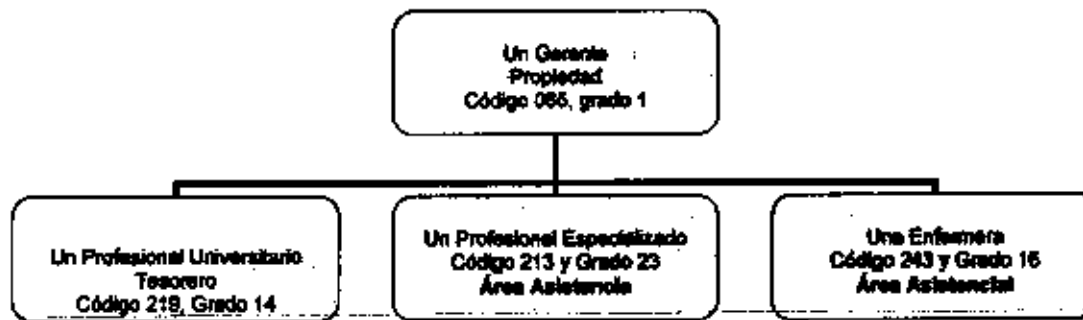 Un Gerente
Propiedad
Código 085, grado 1
Un Profesional Universitario
Tesorero
Código 219, Grado 14
Un Profesional Especializado
Código 213 y Grado 23
Área Asistencia
Una Enfermera
Código 243 y Grado 16
Área Asistencial